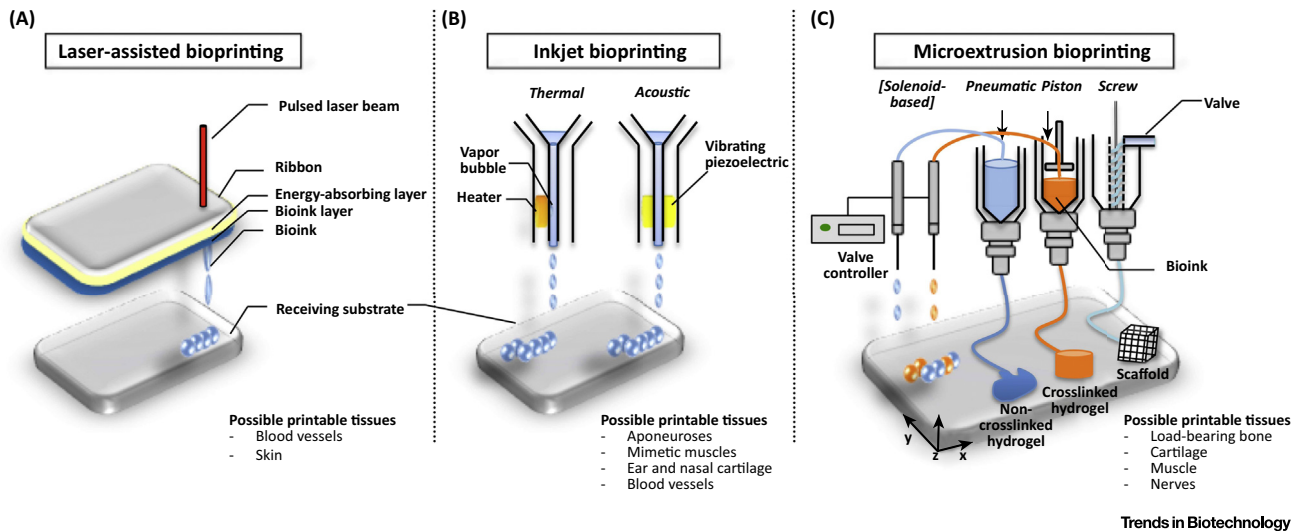 (A)
Laser-assisted bioprinting
Pulsed laser beam
Ribbon
Energy-absorbing layer
Bioink layer
Bioink
Receiving substrate
Possible printable tissues
- Blood vessels
- Skin
(B)
Inkjet bioprinting
Thermal
Acoustic
Vapor
bubble
Heater
Vibrating
piezoelectric
Possible printable tissues
- Aponeuroses
- Mimetic muscles
- Ear and nasal cartilage
- Blood vessels
(C)
Microextrusion bioprinting
[Solenoid-
based]
Pneumatic
Piston
Screw
Valve
Valve
controller
Bioink
Scaffold
Crosslinked
hydrogel
Non-
crosslinked
hydrogel
y
z
x
Possible printable tissues
- Load-bearing bone
- Cartilage
- Muscle
- Nerves
Trends in Biotechnology